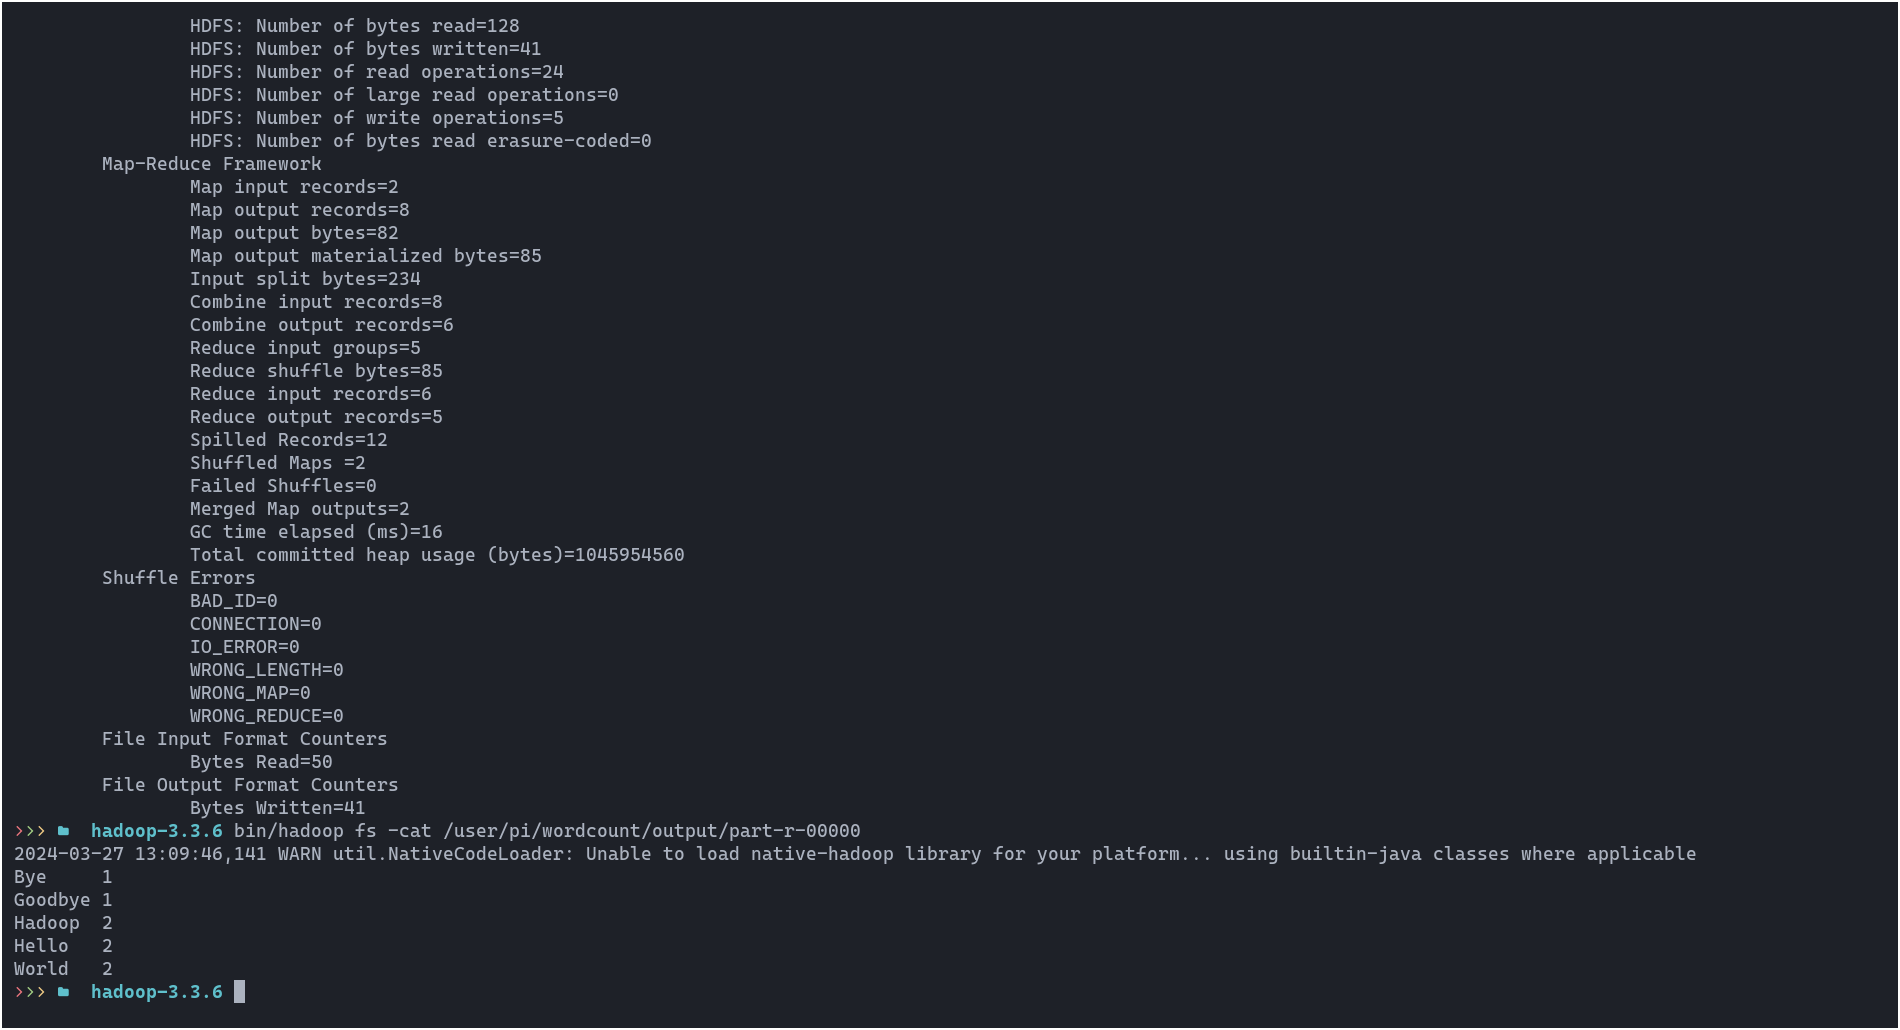 HDFS: Number of bytes read=128
HDFS: Number of bytes written=41
HDFS: Number of read operations=24
HDFS: Number of large read operations=0
HDFS: Number of write operations=5
HDFS: Number of bytes read erasure-coded=0
Map-Reduce Framework
Map input records=2
Map output records=8
Map output bytes=82
Map output materialized bytes=85
Input split bytes=234
Combine input records=8
Combine output records=6
Reduce input groups=5
Reduce shuffle bytes=85
Reduce input records=6
Reduce output records=5
Spilled Records=12
Shuffled Maps =2
Failed Shuffles=0
Merged Map outputs=2
GC time elapsed (ms)=16
Total committed heap usage (bytes)=1045954560
Shuffle Errors
BAD_ID=0
CONNECTION=0
IO_ERROR=0
WRONG_LENGTH=0
WRONG_MAP=0
WRONG_REDUCE=0
File Input Format Counters
Bytes Read=50
File Output Format Counters
Bytes Written=41
>>> hadoop-3.3.6 bin/hadoop fs -cat /user/pi/wordcount/output/part-r-00000
2024-03-27 13:09:46,141 WARN util.NativeCodeLoader: Unable to load native-hadoop library for your platform... using builtin-java classes where applicable
Bye 1
Goodbye 1
Hadoop 2
Hello 2
World 2
>>> hadoop-3.3.6